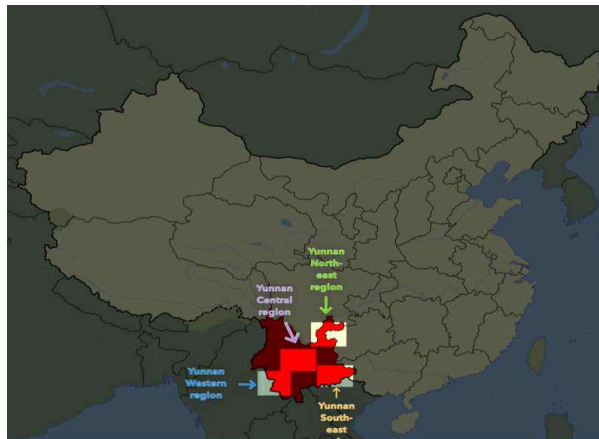 Yunnan
North-
east
region
Yunnan
Central
region
Yunnan
Western
region
Yunnan
South-
east